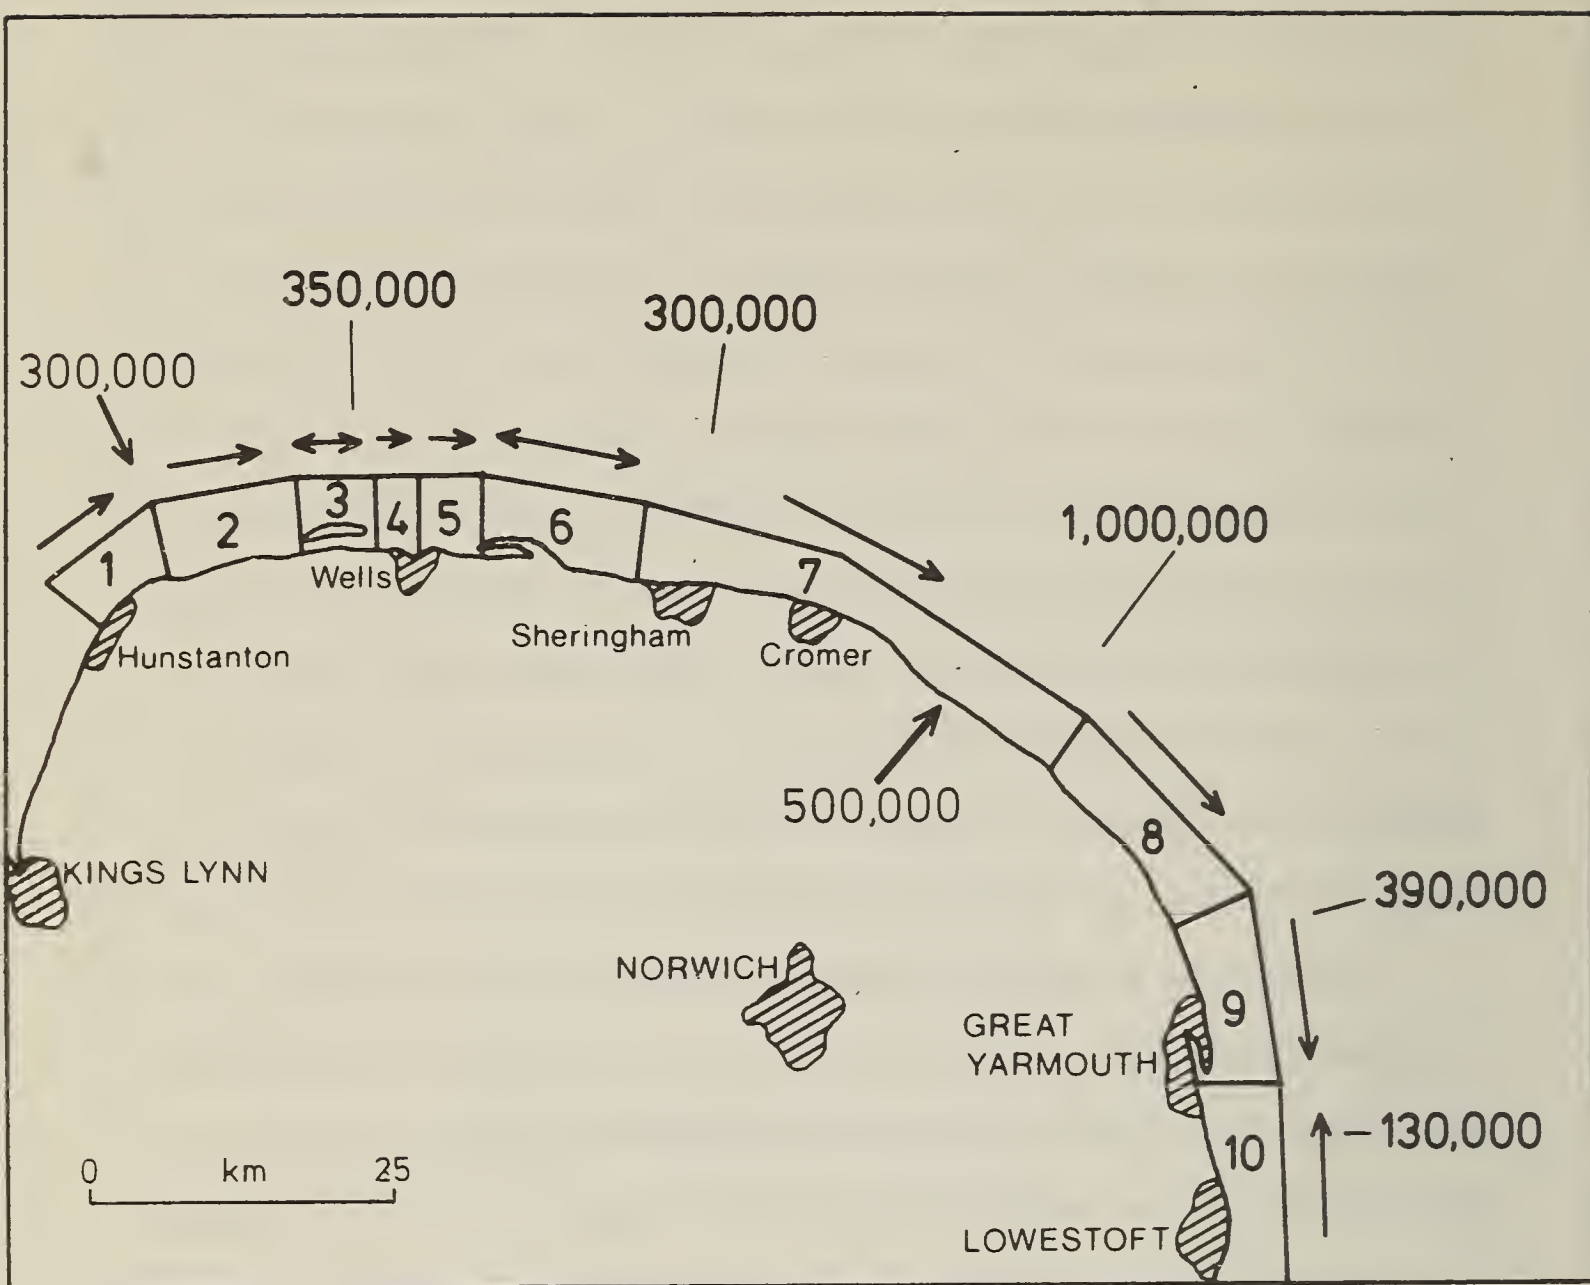 350,000
300,000
300,000
1,000,000
3
4
5
6
2
1
7
Wells
Sheringham
Cromer
Hunstanton
500,000
8
KINGS LYNN
390,000
NORWICH
9
GREAT
YARMOUTH
10
-130,000
0 km 25
LOWESTOFT